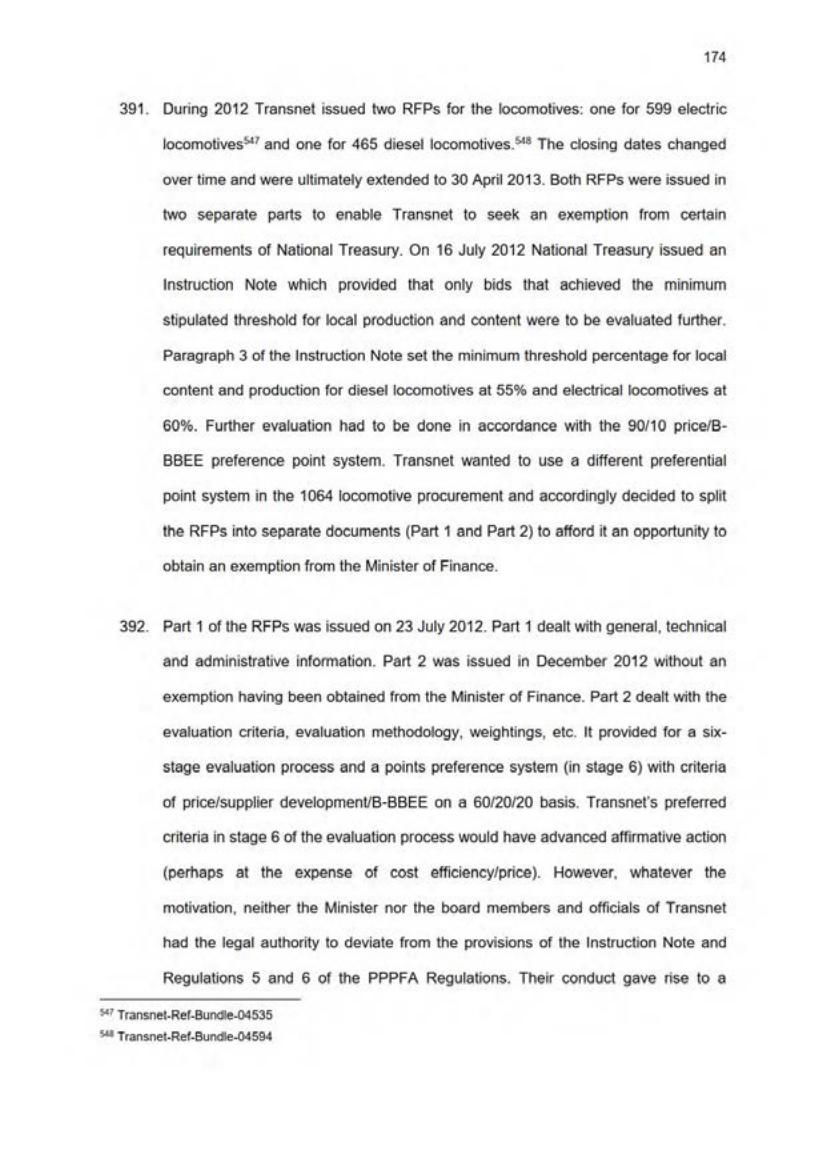 174
391. During 2012 Transnet issued two RFPs for the locomotives: one for 599 electric
locomotives547 and one for 465 diesel locomotives.548 The closing dates changed
over time and were ultimately extended to 30 April 2013. Both RFPs were issued in
two separate parts to enable Transnet to seek an exemption from certain
requirements of National Treasury. On 16 July 2012 National Treasury issued an
Instruction Note which provided that only bids that achieved the minimum
stipulated threshold for local production and content were to be evaluated further.
Paragraph 3 of the Instruction Note set the minimum threshold percentage for local
content and production for diesel locomotives at 55% and electrical locomotives at
60%. Further evaluation had to be done in accordance with the 90/10 price/B-
BBEE preference point system. Transnet wanted to use a different preferential
point system in the 1064 locomotive procurement and accordingly decided to split
the RFPs into separate documents (Part 1 and Part 2) to afford it an opportunity to
obtain an exemption from the Minister of Finance.
392. Part 1 of the RFPs was issued on 23 July 2012. Part 1 dealt with general, technical
and administrative information. Part 2 was issued in December 2012 without an
exemption having been obtained from the Minister of Finance. Part 2 dealt with the
evaluation criteria, evaluation methodology, weightings, etc. It provided for a six-
stage evaluation process and a points preference system (in stage 6) with criteria
of price/supplier development/B-BBEE on a 60/20/20 basis. Transnet's preferred
criteria in stage 6 of the evaluation process would have advanced affirmative action
(perhaps at the expense of cost efficiency/price). However, whatever the
motivation, neither the Minister nor the board members and officials of Transnet
had the legal authority to deviate from the provisions of the Instruction Note and
Regulations 5 and 6 of the PPPFA Regulations. Their conduct gave rise to a
547 Transnet-Ref-Bundle-04535
548 Transnet-Ref-Bundle-04594